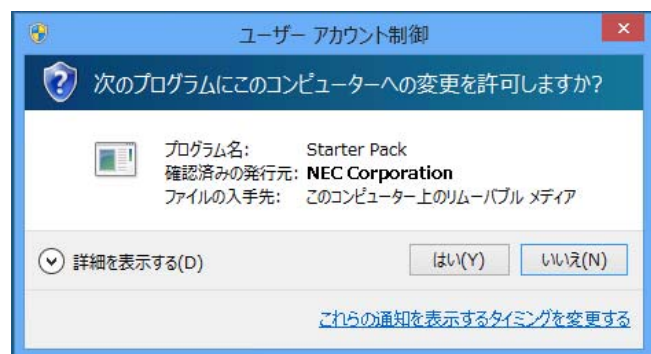 ユーザー アカウント制御
次のプログラムにこのコンピューターへの変更を許可しますか?
プログラム名: Starter Pack
確認済みの発行元: NEC Corporation
ファイルの入手先: このコンピューター上のリムーバブル メディア
詳細を表示する(D) はい(Y) いいえ(N)
これらの通知を表示するタイミングを変更する